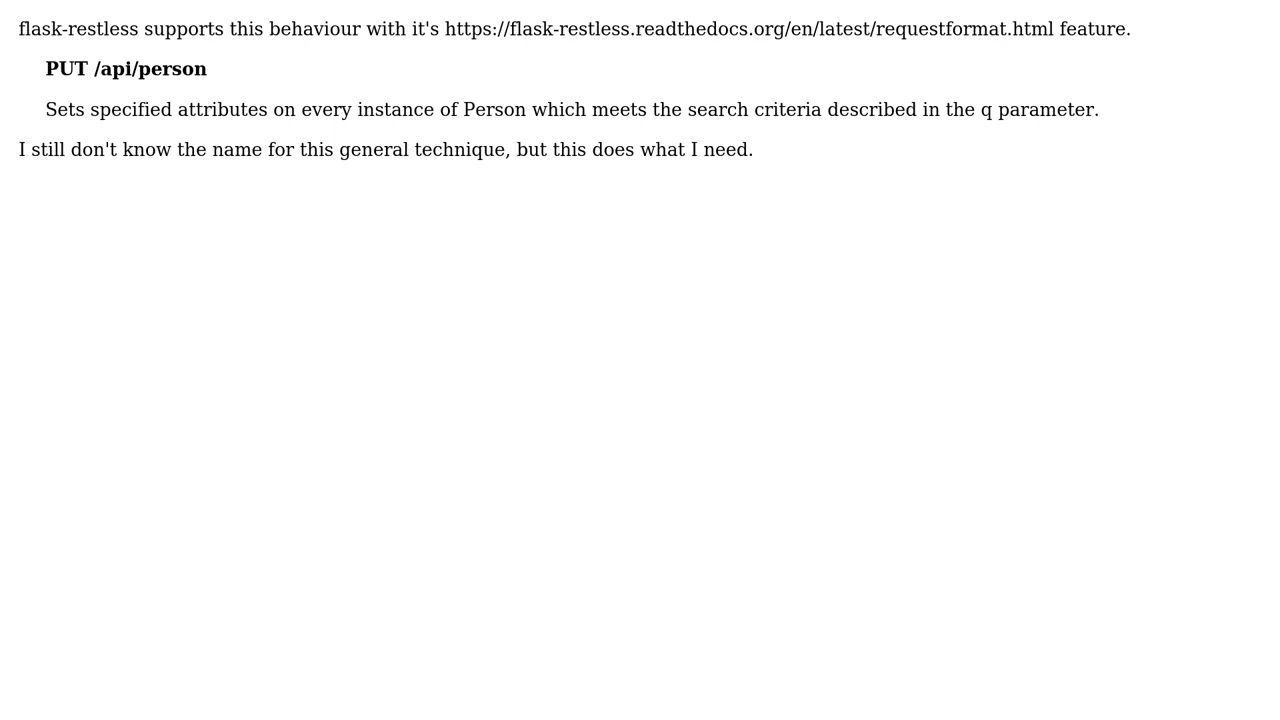 flask-restless supports this behaviour with it's https://flask-restless.readthedocs.org/en/latest/requestformat.html feature.
PUT /api/person
Sets specified attributes on every instance of Person which meets the search criteria described in the q parameter.
I still don't know the name for this general technique, but this does what I need.